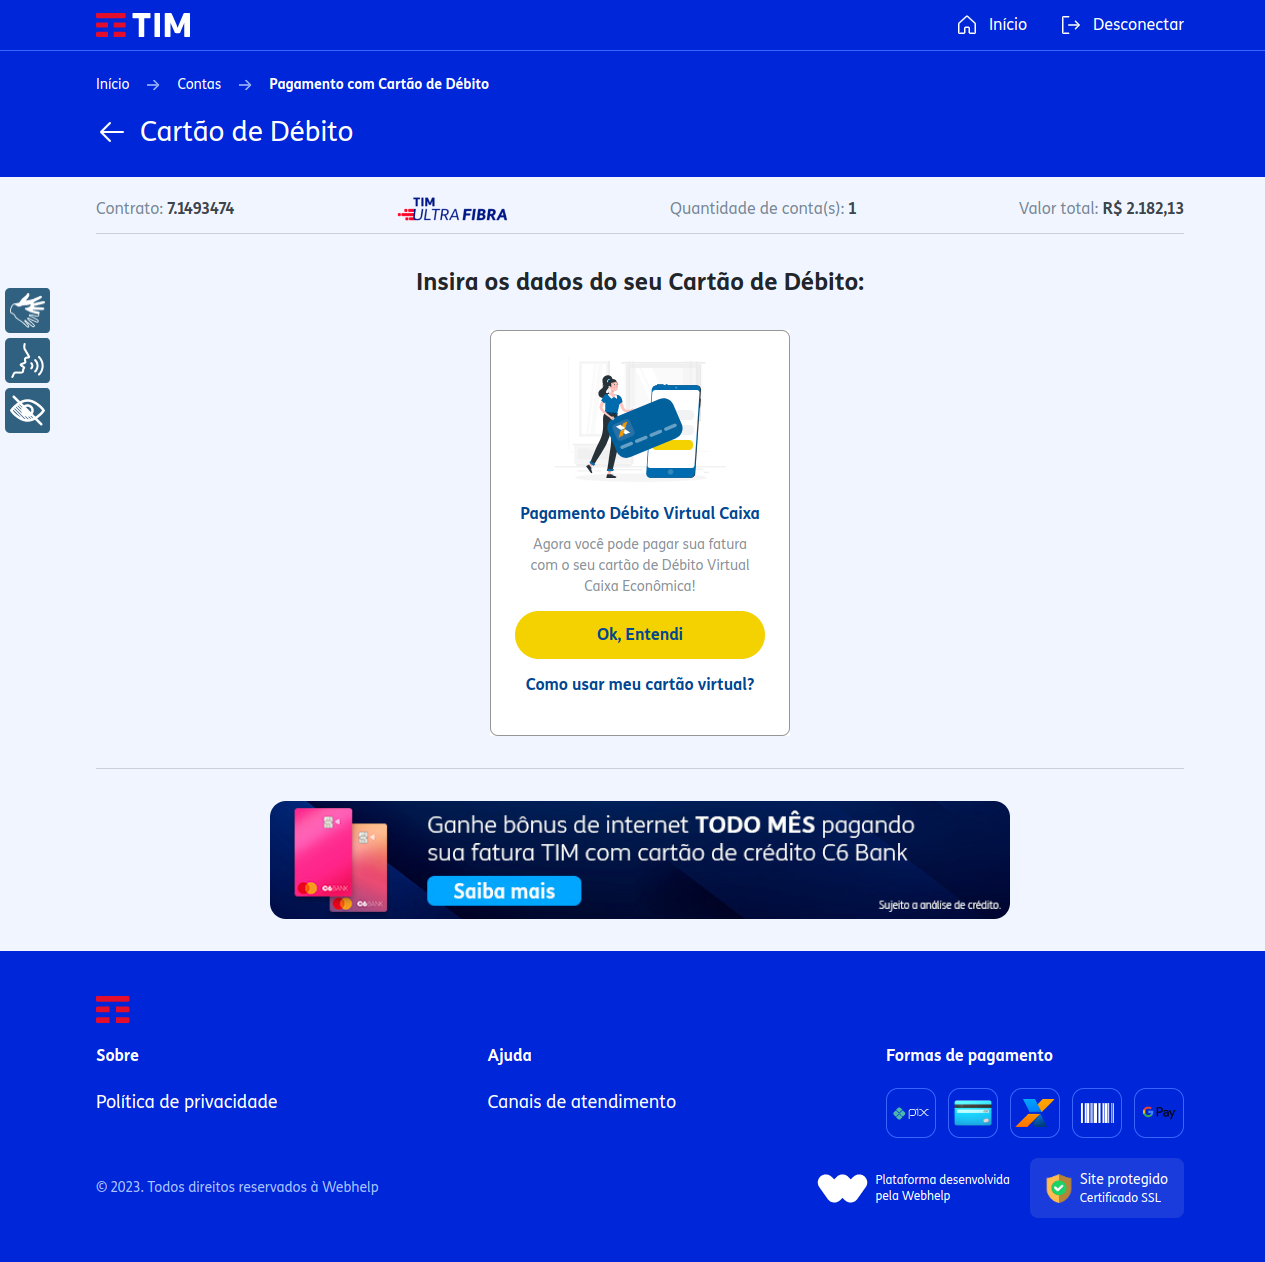 TIM
Início
Desconectar
Início
Contas
Pagamento com Cartão de Débito
Cartão de Débito
Contrato: 7.1493474
TIM
ULTRA FIBRA
Quantidade de conta(s): 1
Valor total: R$ 2.182,13
Insira os dados do seu Cartão de Débito:
Pagamento Débito Virtual Caixa
Agora você pode pagar sua fatura
com o seu cartão de Débito Virtual
Caixa Econômica!
Ok, Entendi
Como usar meu cartão virtual?
Ganhe bônus de internet TODO MÊS pagando
sua fatura TIM com cartão de crédito C6 Bank
C6 BANK
C6 BANK
Saiba mais
Sujeito a análise de crédito.
Sobre
Ajuda
Formas de pagamento
Política de privacidade
Canais de atendimento
pix
G Pay
© 2023. Todos direitos reservados à Webhelp
Plataforma desenvolvida
pela Webhelp
Site protegido
Certificado SSL